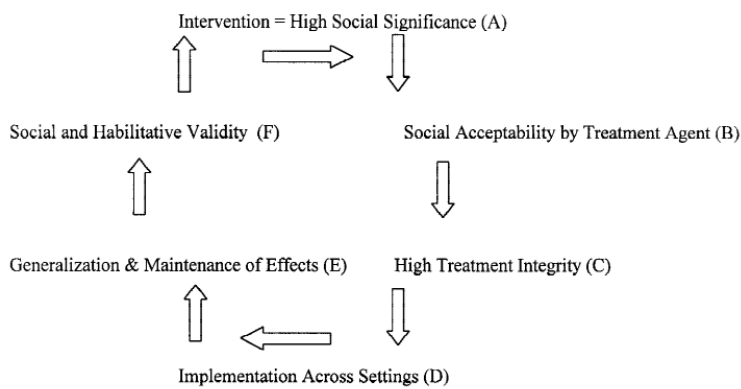 Intervention = High Social Significance (A)
Social and Habilitative Validity (F)
Social Acceptability by Treatment Agent (B)
Generalization & Maintenance of Effects (E)
High Treatment Integrity (C)
Implementation Across Settings (D)